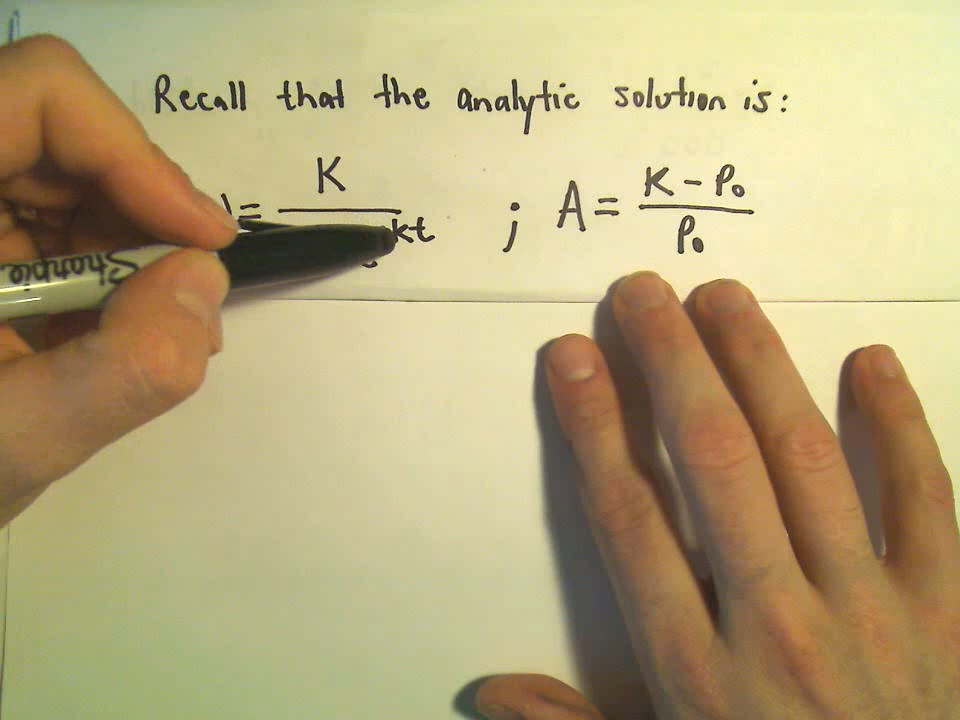 Recall that the analytic solution is:
= K / kt ; A = K - P₀ / P₀
Sharpie.